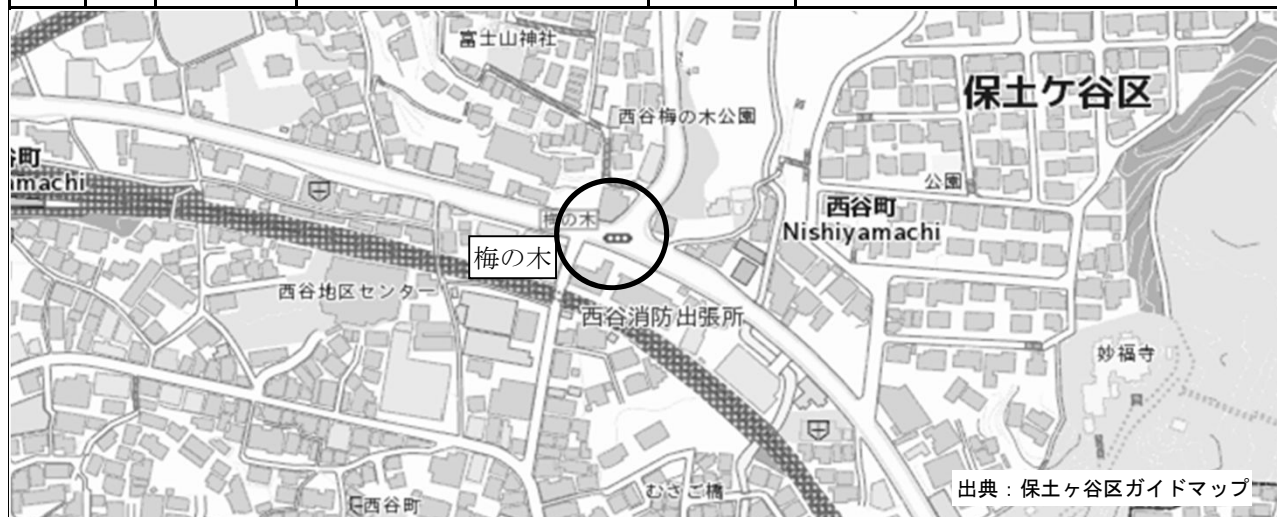 富士山神社
保土ケ谷区
西谷梅の木公園
谷町
amachi
公園
西谷町
Nishiyamachi
梅の木
梅の木
西谷地区センター
西谷消防出張所
妙福寺
むさご橋
西谷町
出典：保土ヶ谷区ガイドマップ